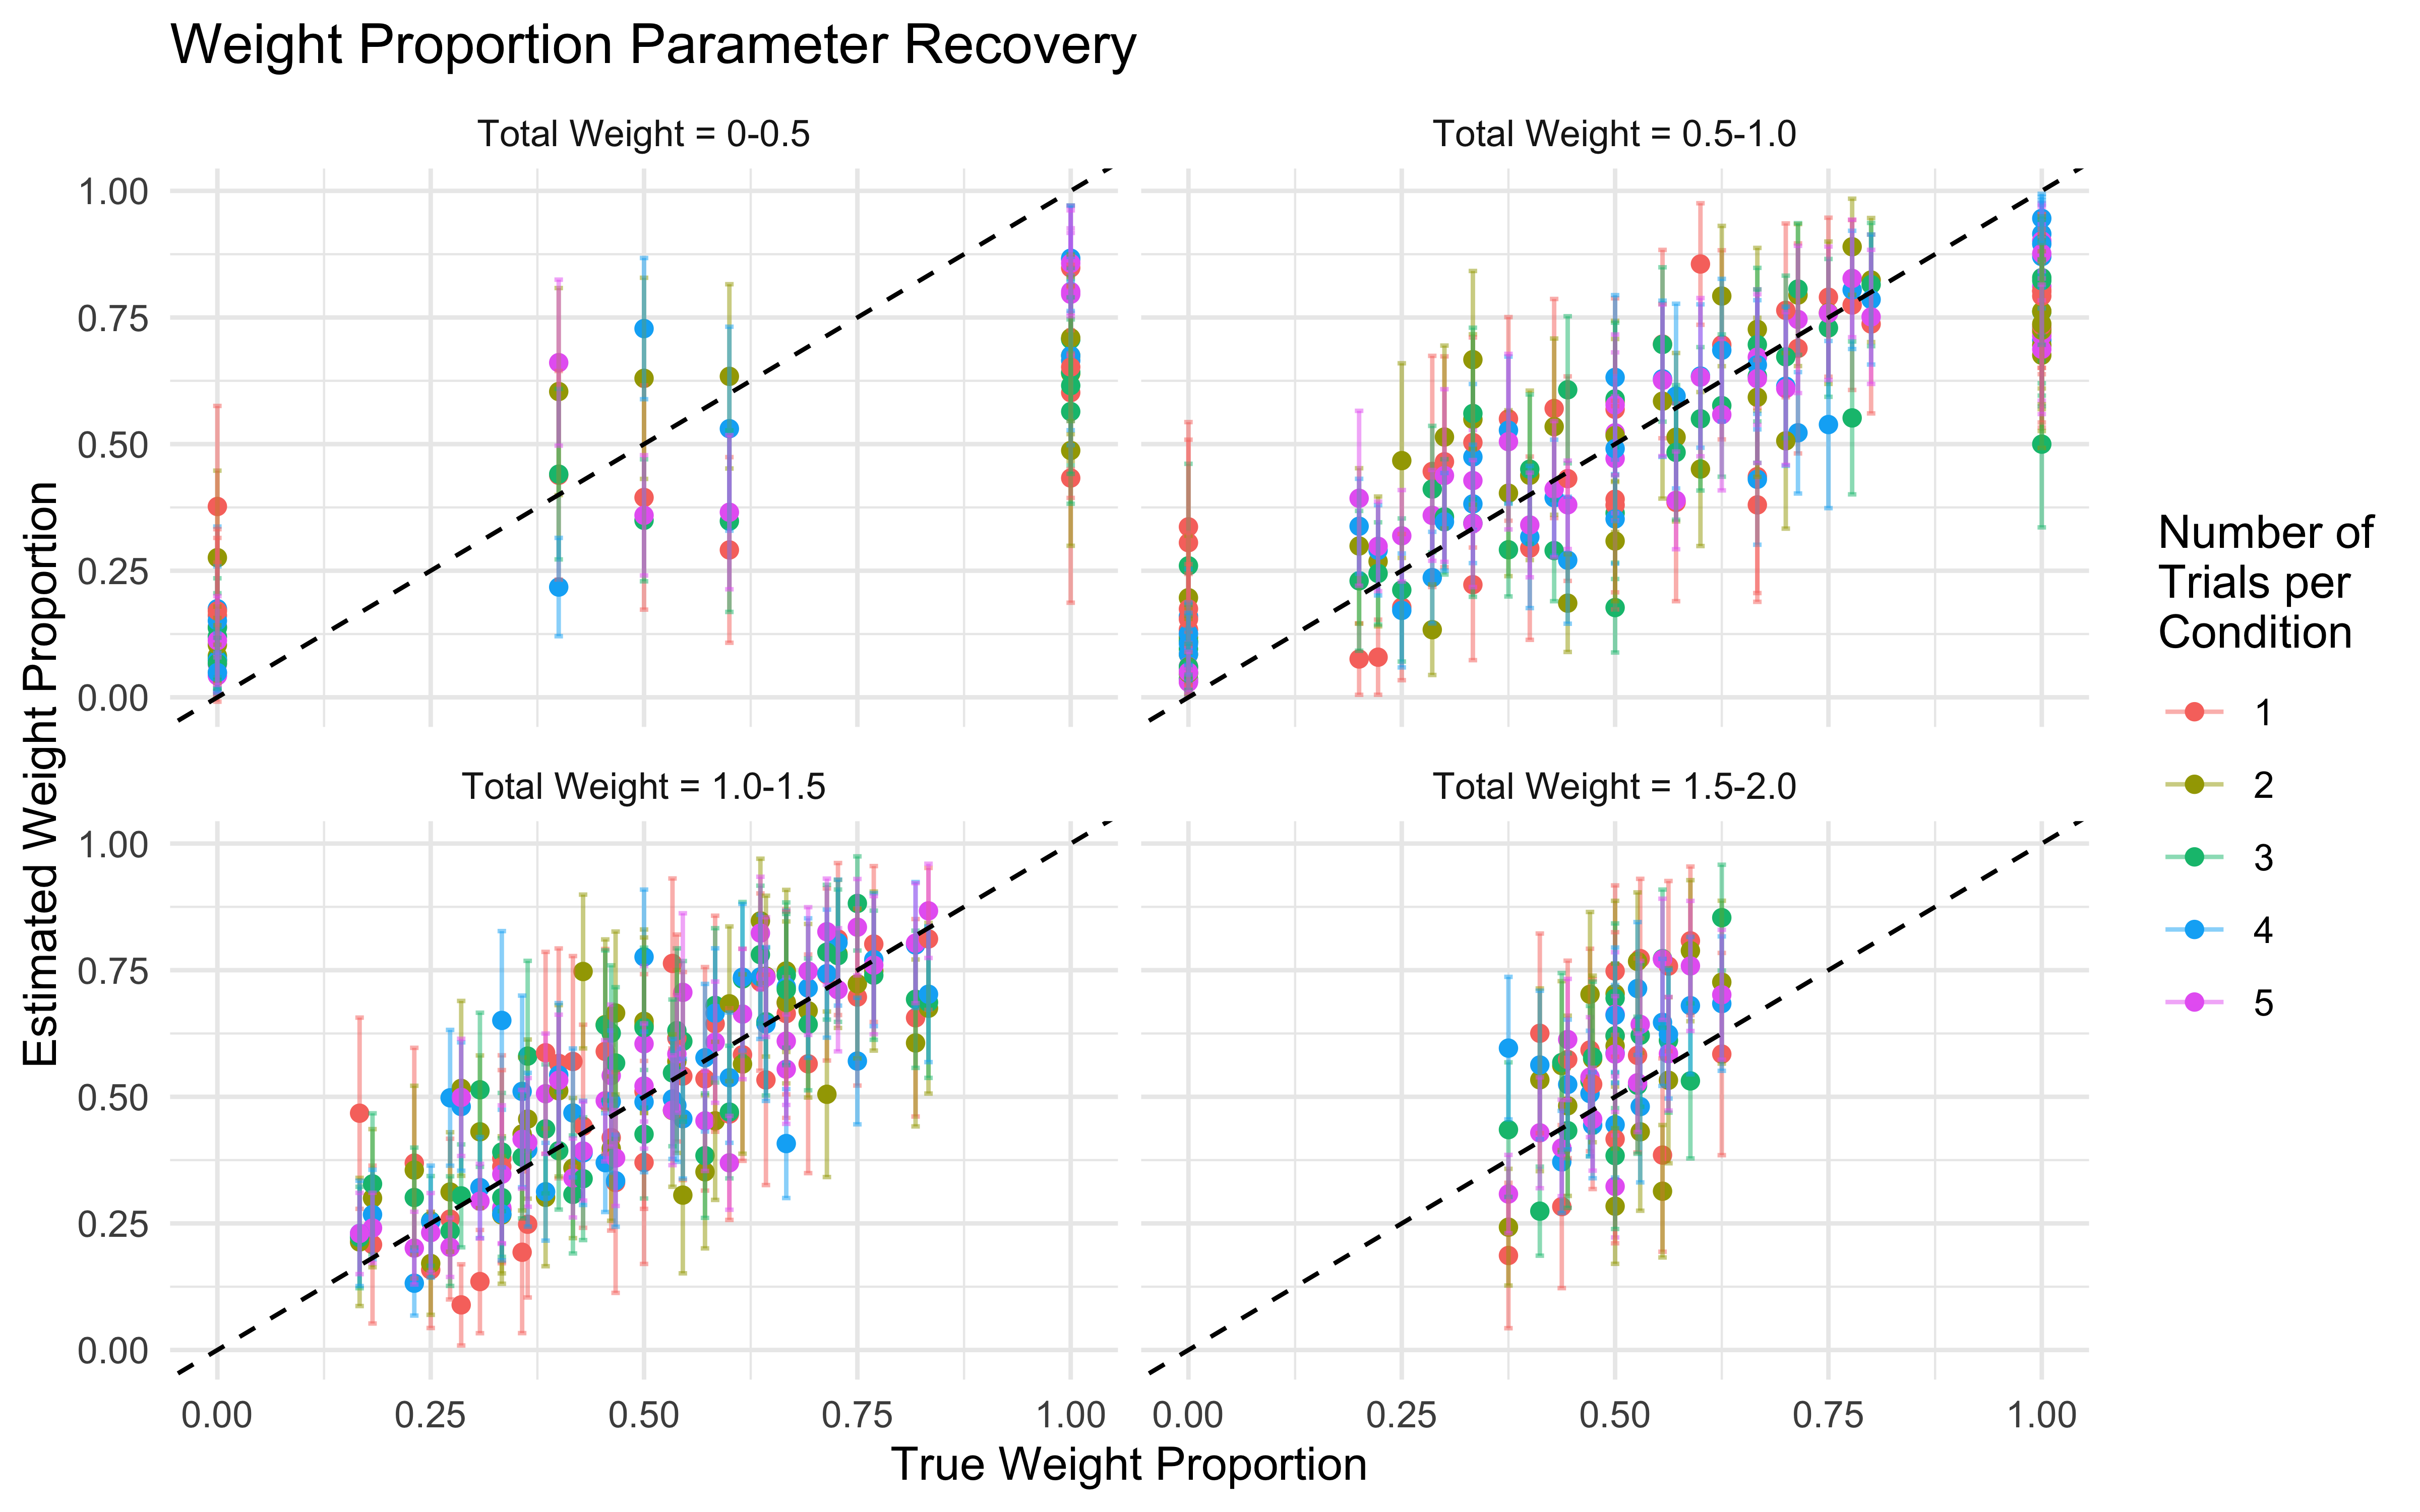 Weight Proportion Parameter Recovery
Total Weight = 0-0.5
Total Weight = 0.5-1.0
1.00
0.75
0.50
0.25
0.00
Total Weight = 1.0-1.5
Total Weight = 1.5-2.0
1.00
0.75
0.50
0.25
0.00
0.00 0.25 0.50 0.75 1.00
0.00 0.25 0.50 0.75 1.00
True Weight Proportion
Estimated Weight Proportion
Number of
Trials per
Condition
1
2
3
4
5